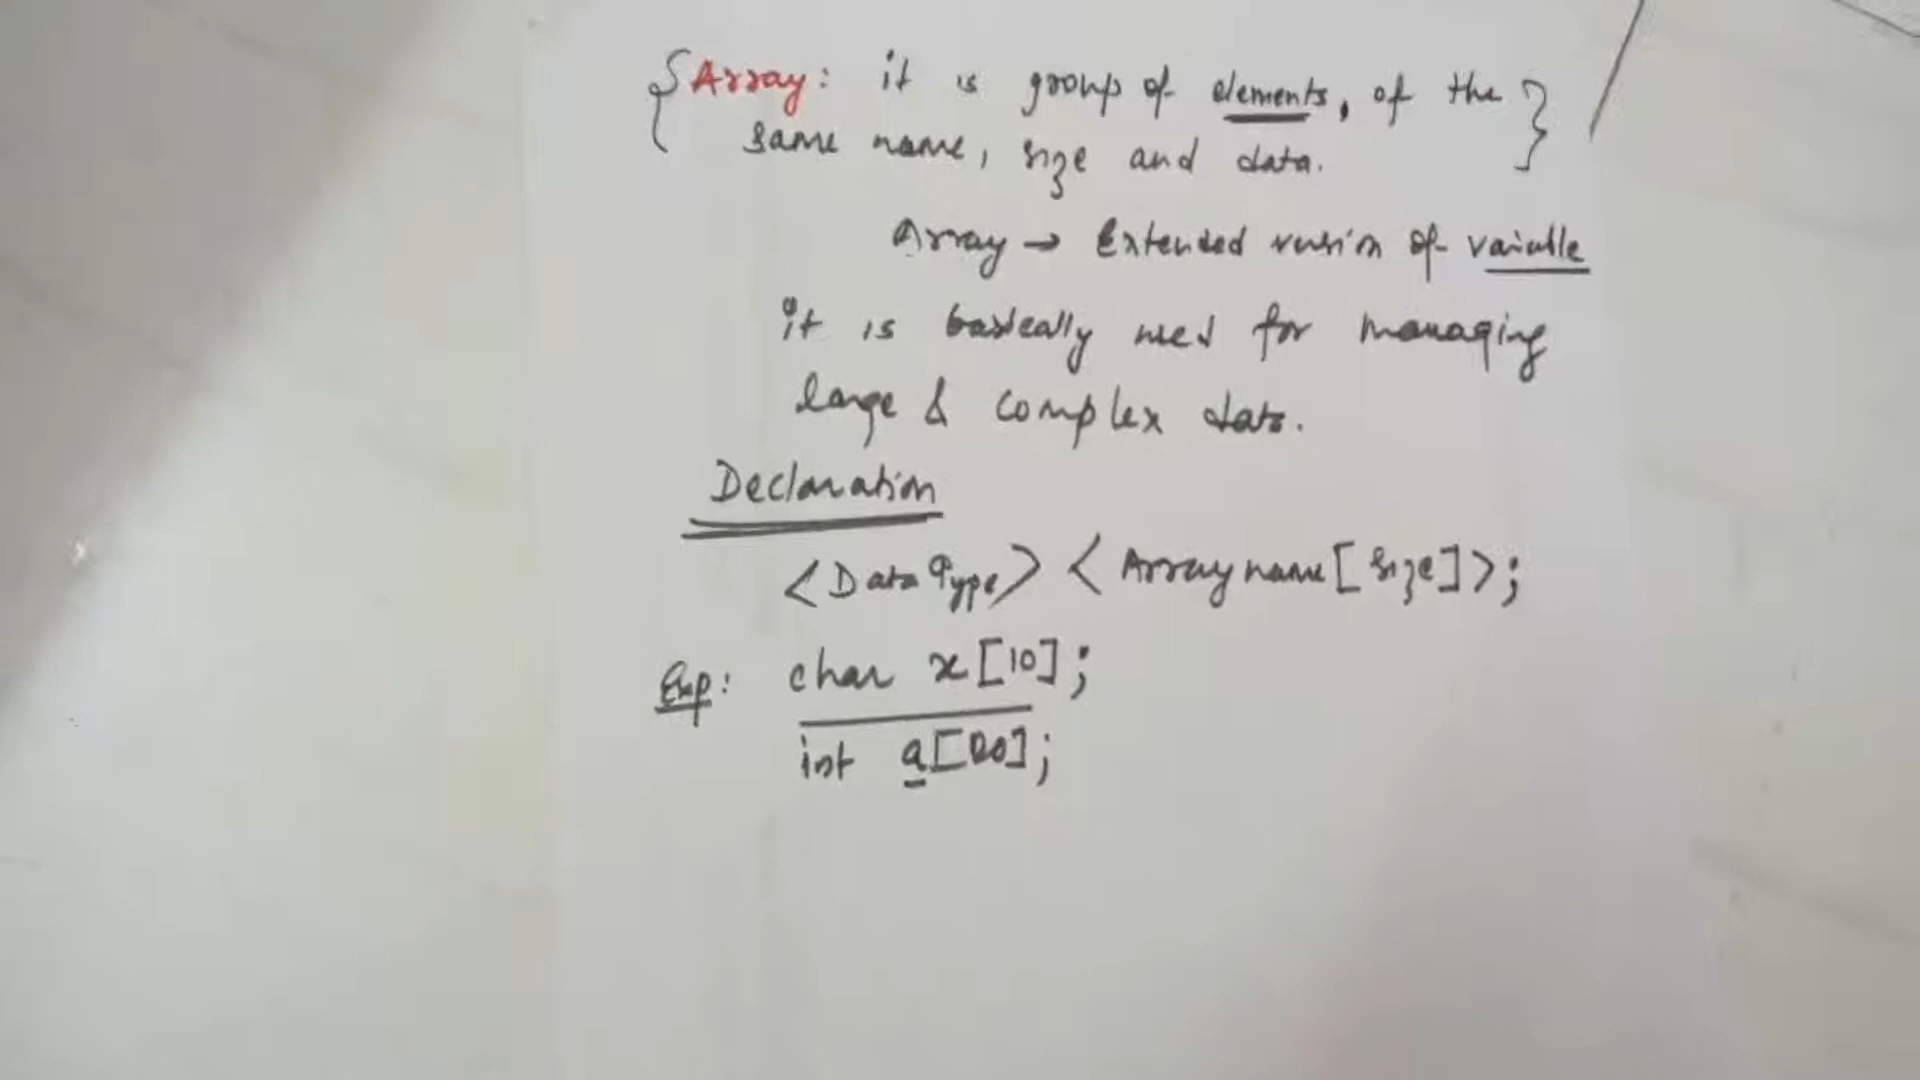 {Array: it is group of elements, of the }
same name, size and data.
Array → Extended version of variable
it is basically used for managing
large & complex data.
Declaration
<Data Type> <Array name[size]>;
Exp: char x[10];
int a[20];